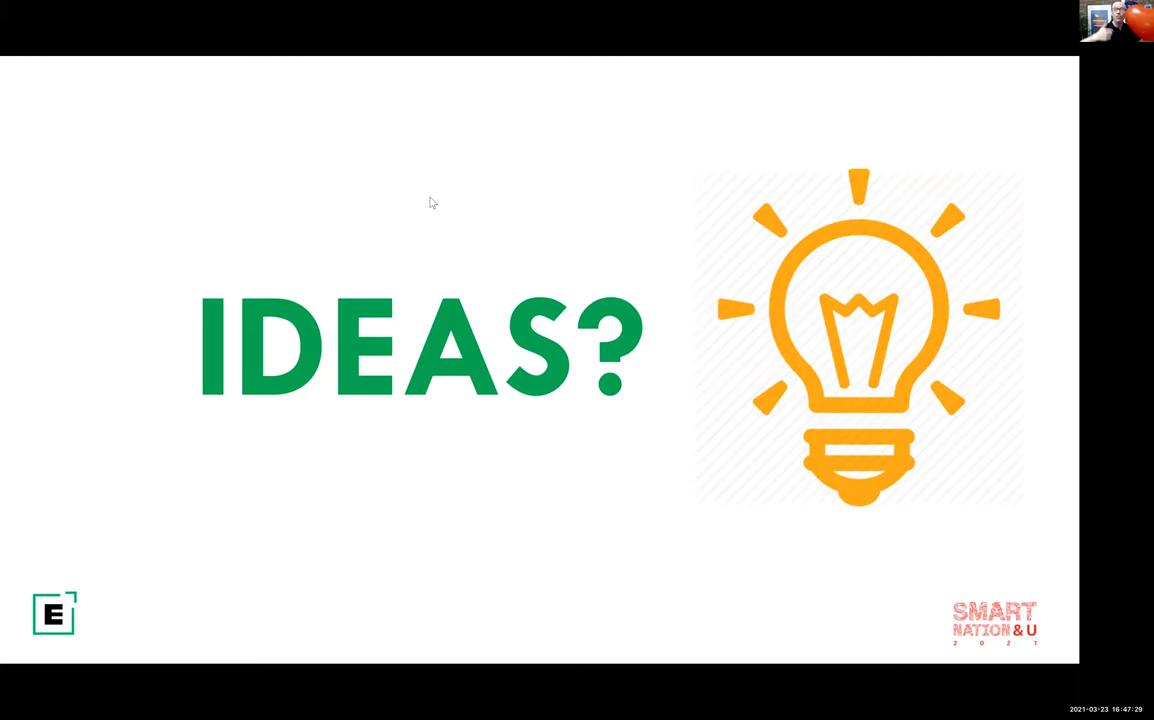 IDEAS?
E
SMART
NATION & U
2 0 2 1
2021-03-23 16:47:29